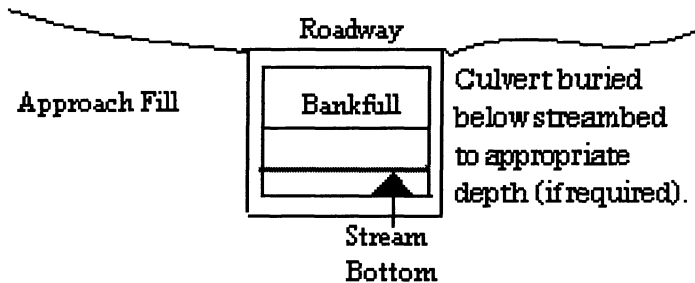 Roadway
Approach Fill
Bankfull
Culvert buried
below streambed
to appropriate
depth (if required).
Stream
Bottom